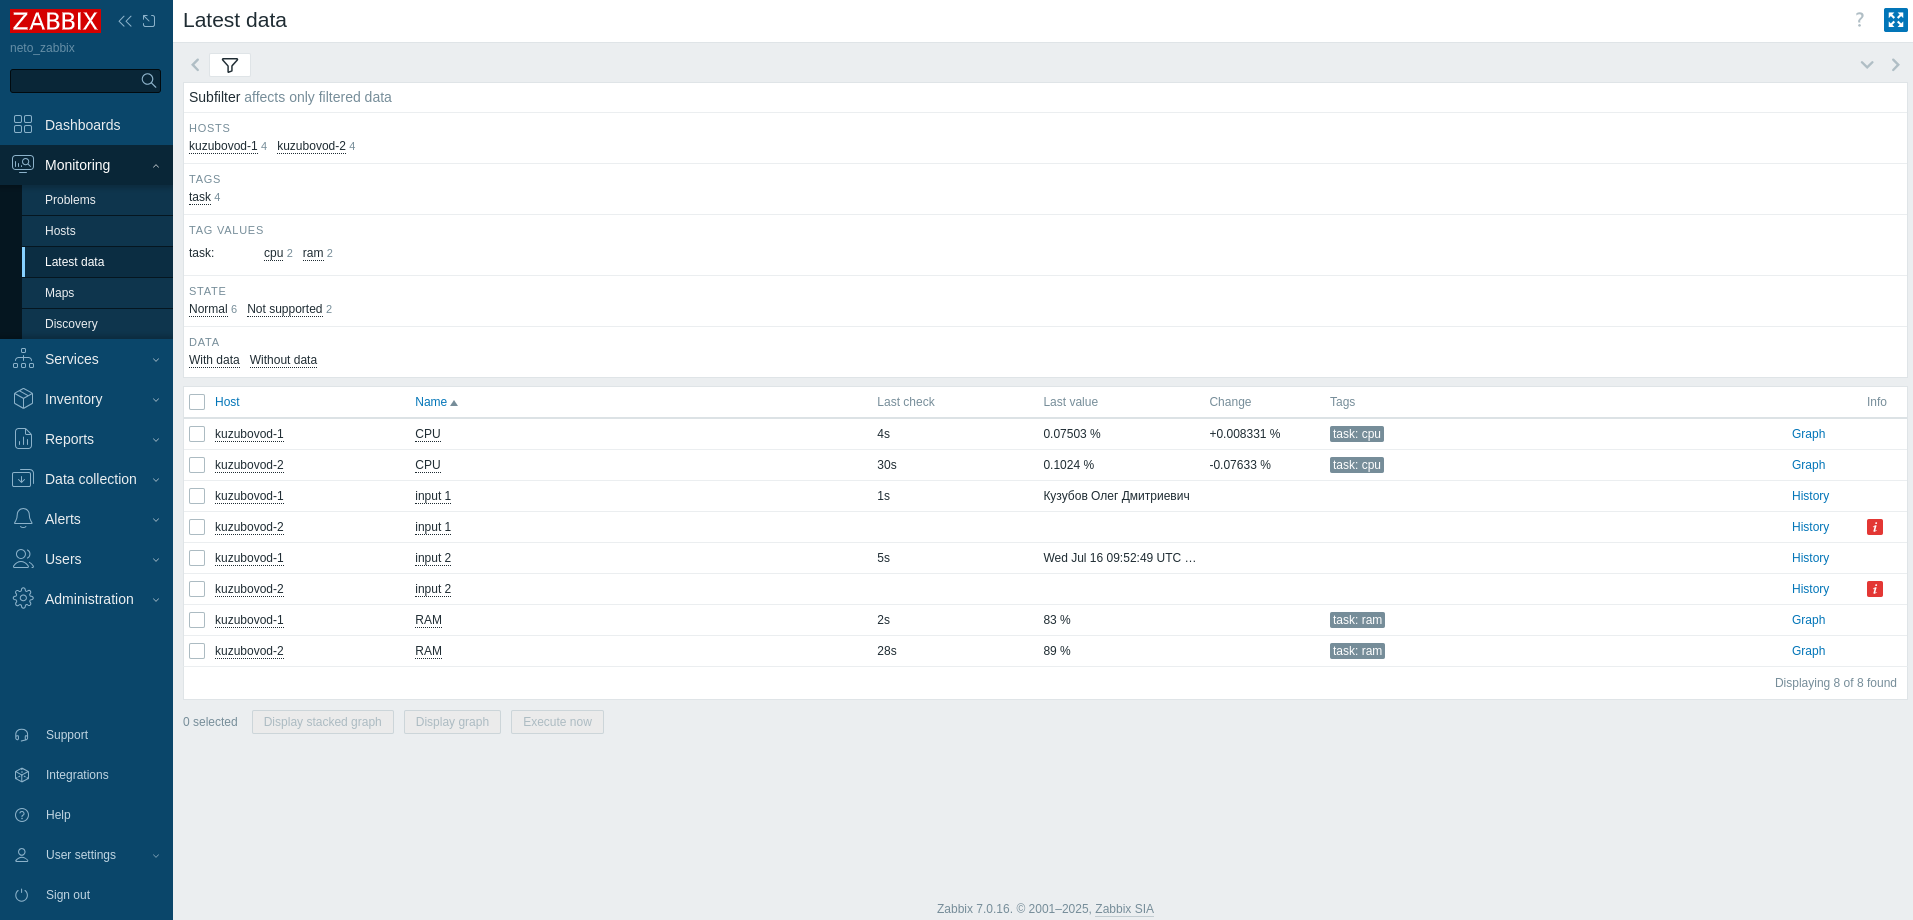 ZABBIX
neto_zabbix
Dashboards
Monitoring
Problems
Hosts
Latest data
Maps
Discovery
Services
Inventory
Reports
Data collection
Alerts
Users
Administration
Support
Integrations
Help
User settings
Sign out
Latest data
?
Subfilter affects only filtered data
HOSTS
kuzubovod-1 4 kuzubovod-2 4
TAGS
task 4
TAG VALUES
task: cpu 2 ram 2
STATE
Normal 6 Not supported 2
DATA
With data Without data
Host Name Last check Last value Change Tags Info
kuzubovod-1 CPU 4s 0.07503 % +0.008331 % task: cpu Graph
kuzubovod-2 CPU 30s 0.1024 % -0.07633 % task: cpu Graph
kuzubovod-1 input 1 1s Кузубов Олег Дмитриевич History
kuzubovod-2 input 1 History i
kuzubovod-1 input 2 5s Wed Jul 16 09:52:49 UTC … History
kuzubovod-2 input 2 History i
kuzubovod-1 RAM 2s 83 % task: ram Graph
kuzubovod-2 RAM 28s 89 % task: ram Graph
Displaying 8 of 8 found
0 selected Display stacked graph Display graph Execute now
Zabbix 7.0.16. © 2001–2025, Zabbix SIA